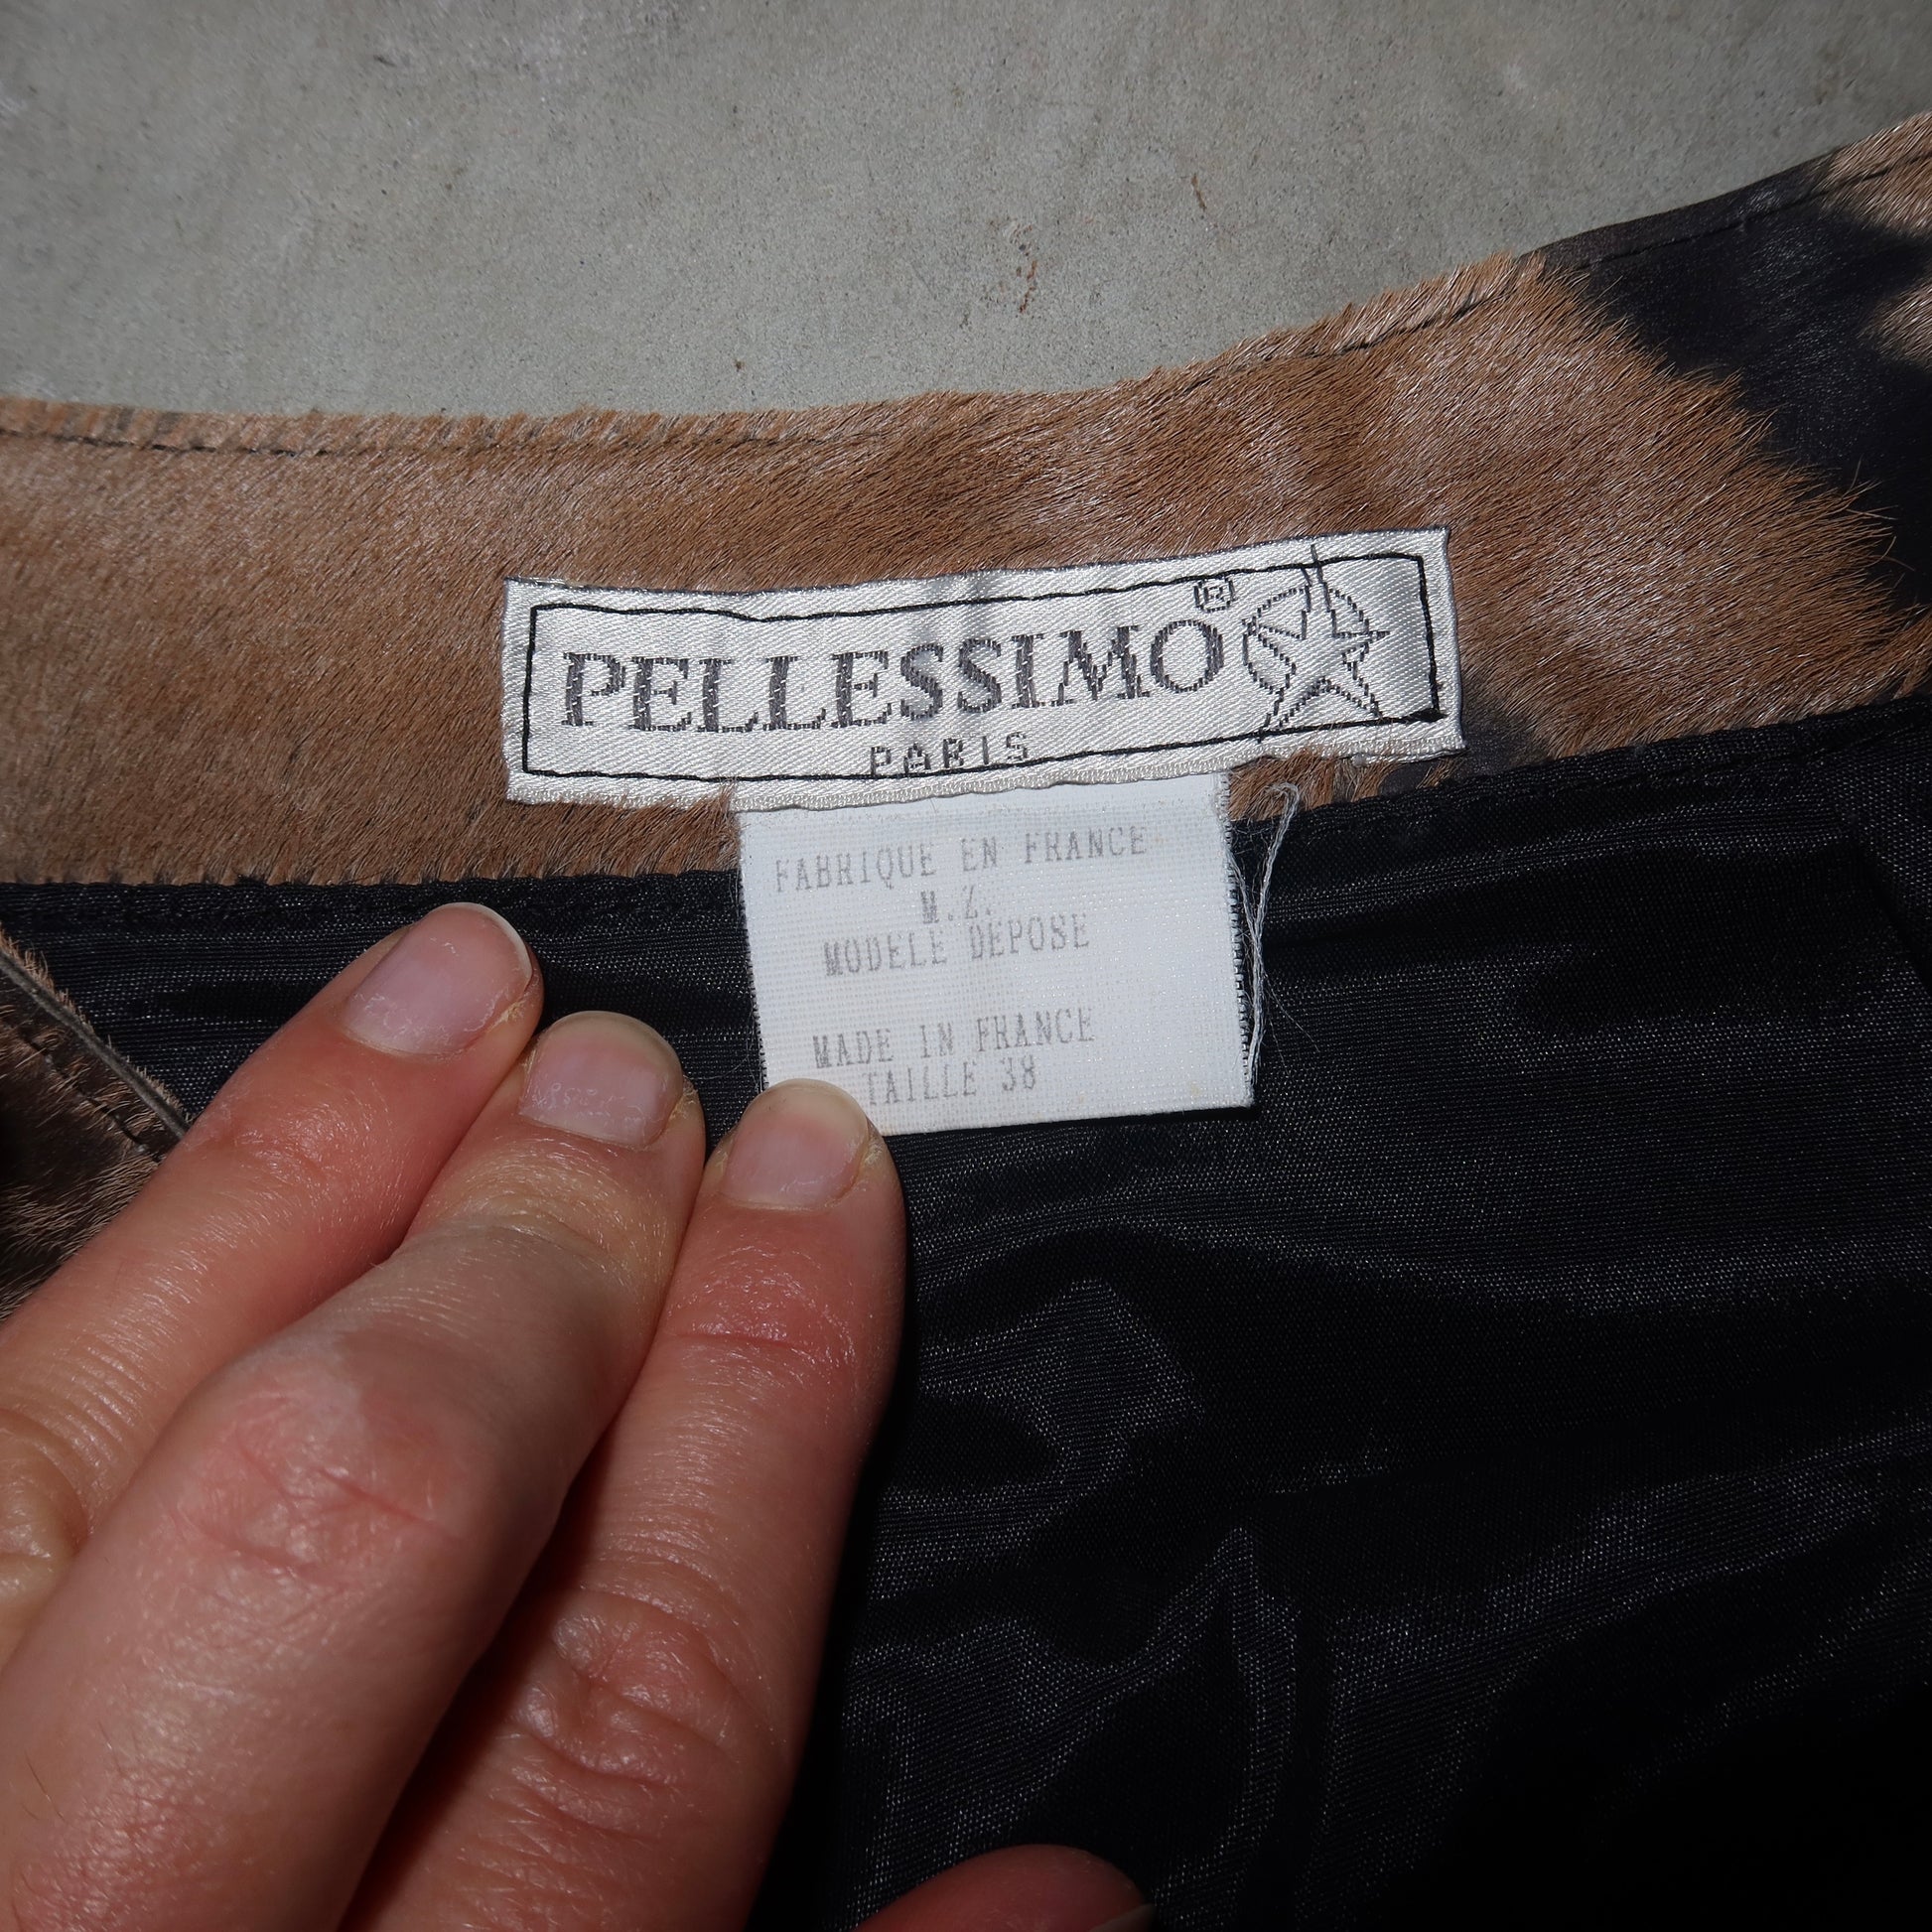 PELLESSIMO®
PARIS
FABRIQUE EN FRANCE
M.Z.
MODELE DEPOSE
MADE IN FRANCE
TAILLE 38